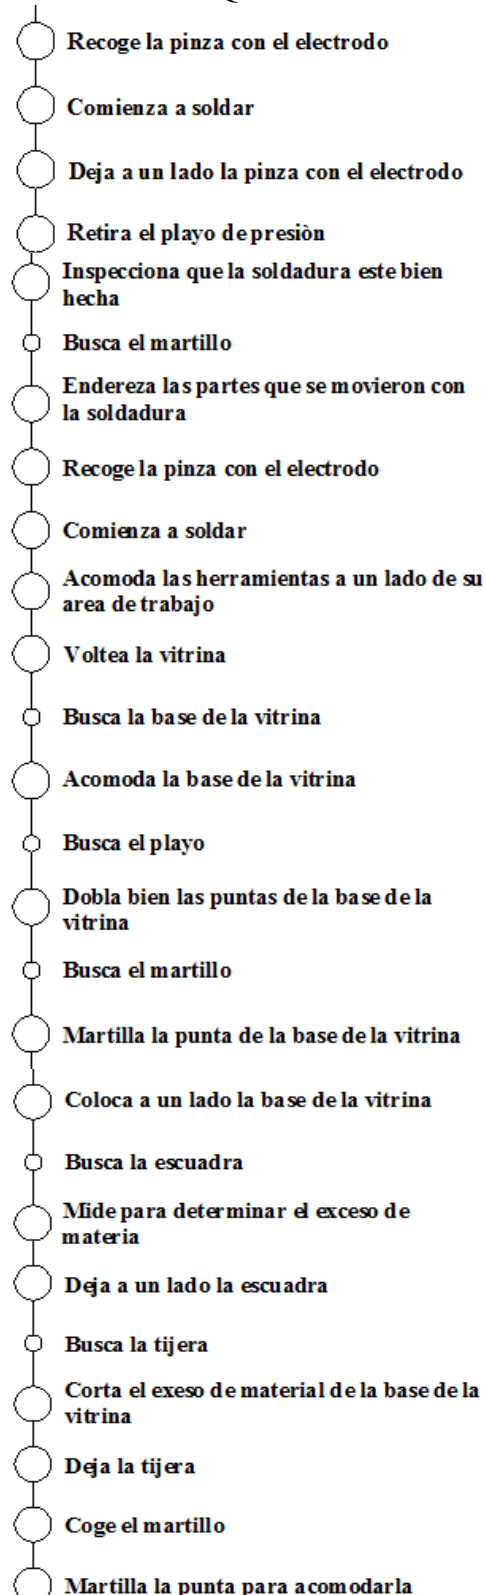 Recoge la pinza con el electrodo
Comienza a soldar
Deja a un lado la pinza con el electrodo
Retira el playo de presiòn
Inspecciona que la soldadura este bien
hecha
Busca el martillo
Endereza las partes que se movieron con
la soldadura
Recoge la pinza con el electrodo
Comienza a soldar
Acomoda las herramientas a un lado de su
area de trabajo
Voltea la vitrina
Busca la base de la vitrina
Acomoda la base de la vitrina
Busca el playo
Dobla bien las puntas de la base de la
vitrina
Busca el martillo
Martilla la punta de la base de la vitrina
Coloca a un lado la base de la vitrina
Busca la escuadra
Mide para determinar el exceso de
materia
Deja a un lado la escuadra
Busca la tijera
Corta el exeso de material de la base de la
vitrina
Deja la tijera
Coge el martillo
Martilla la punta para acomodarla